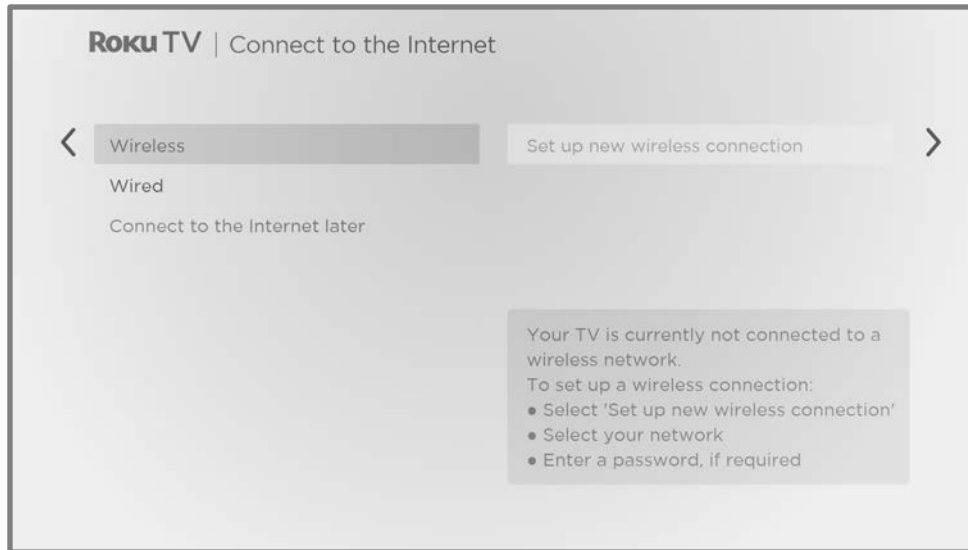 Roku TV | Connect to the Internet
Wireless
Set up new wireless connection
Wired
Connect to the Internet later
Your TV is currently not connected to a
wireless network.
To set up a wireless connection:
● Select 'Set up new wireless connection'
● Select your network
● Enter a password, if required